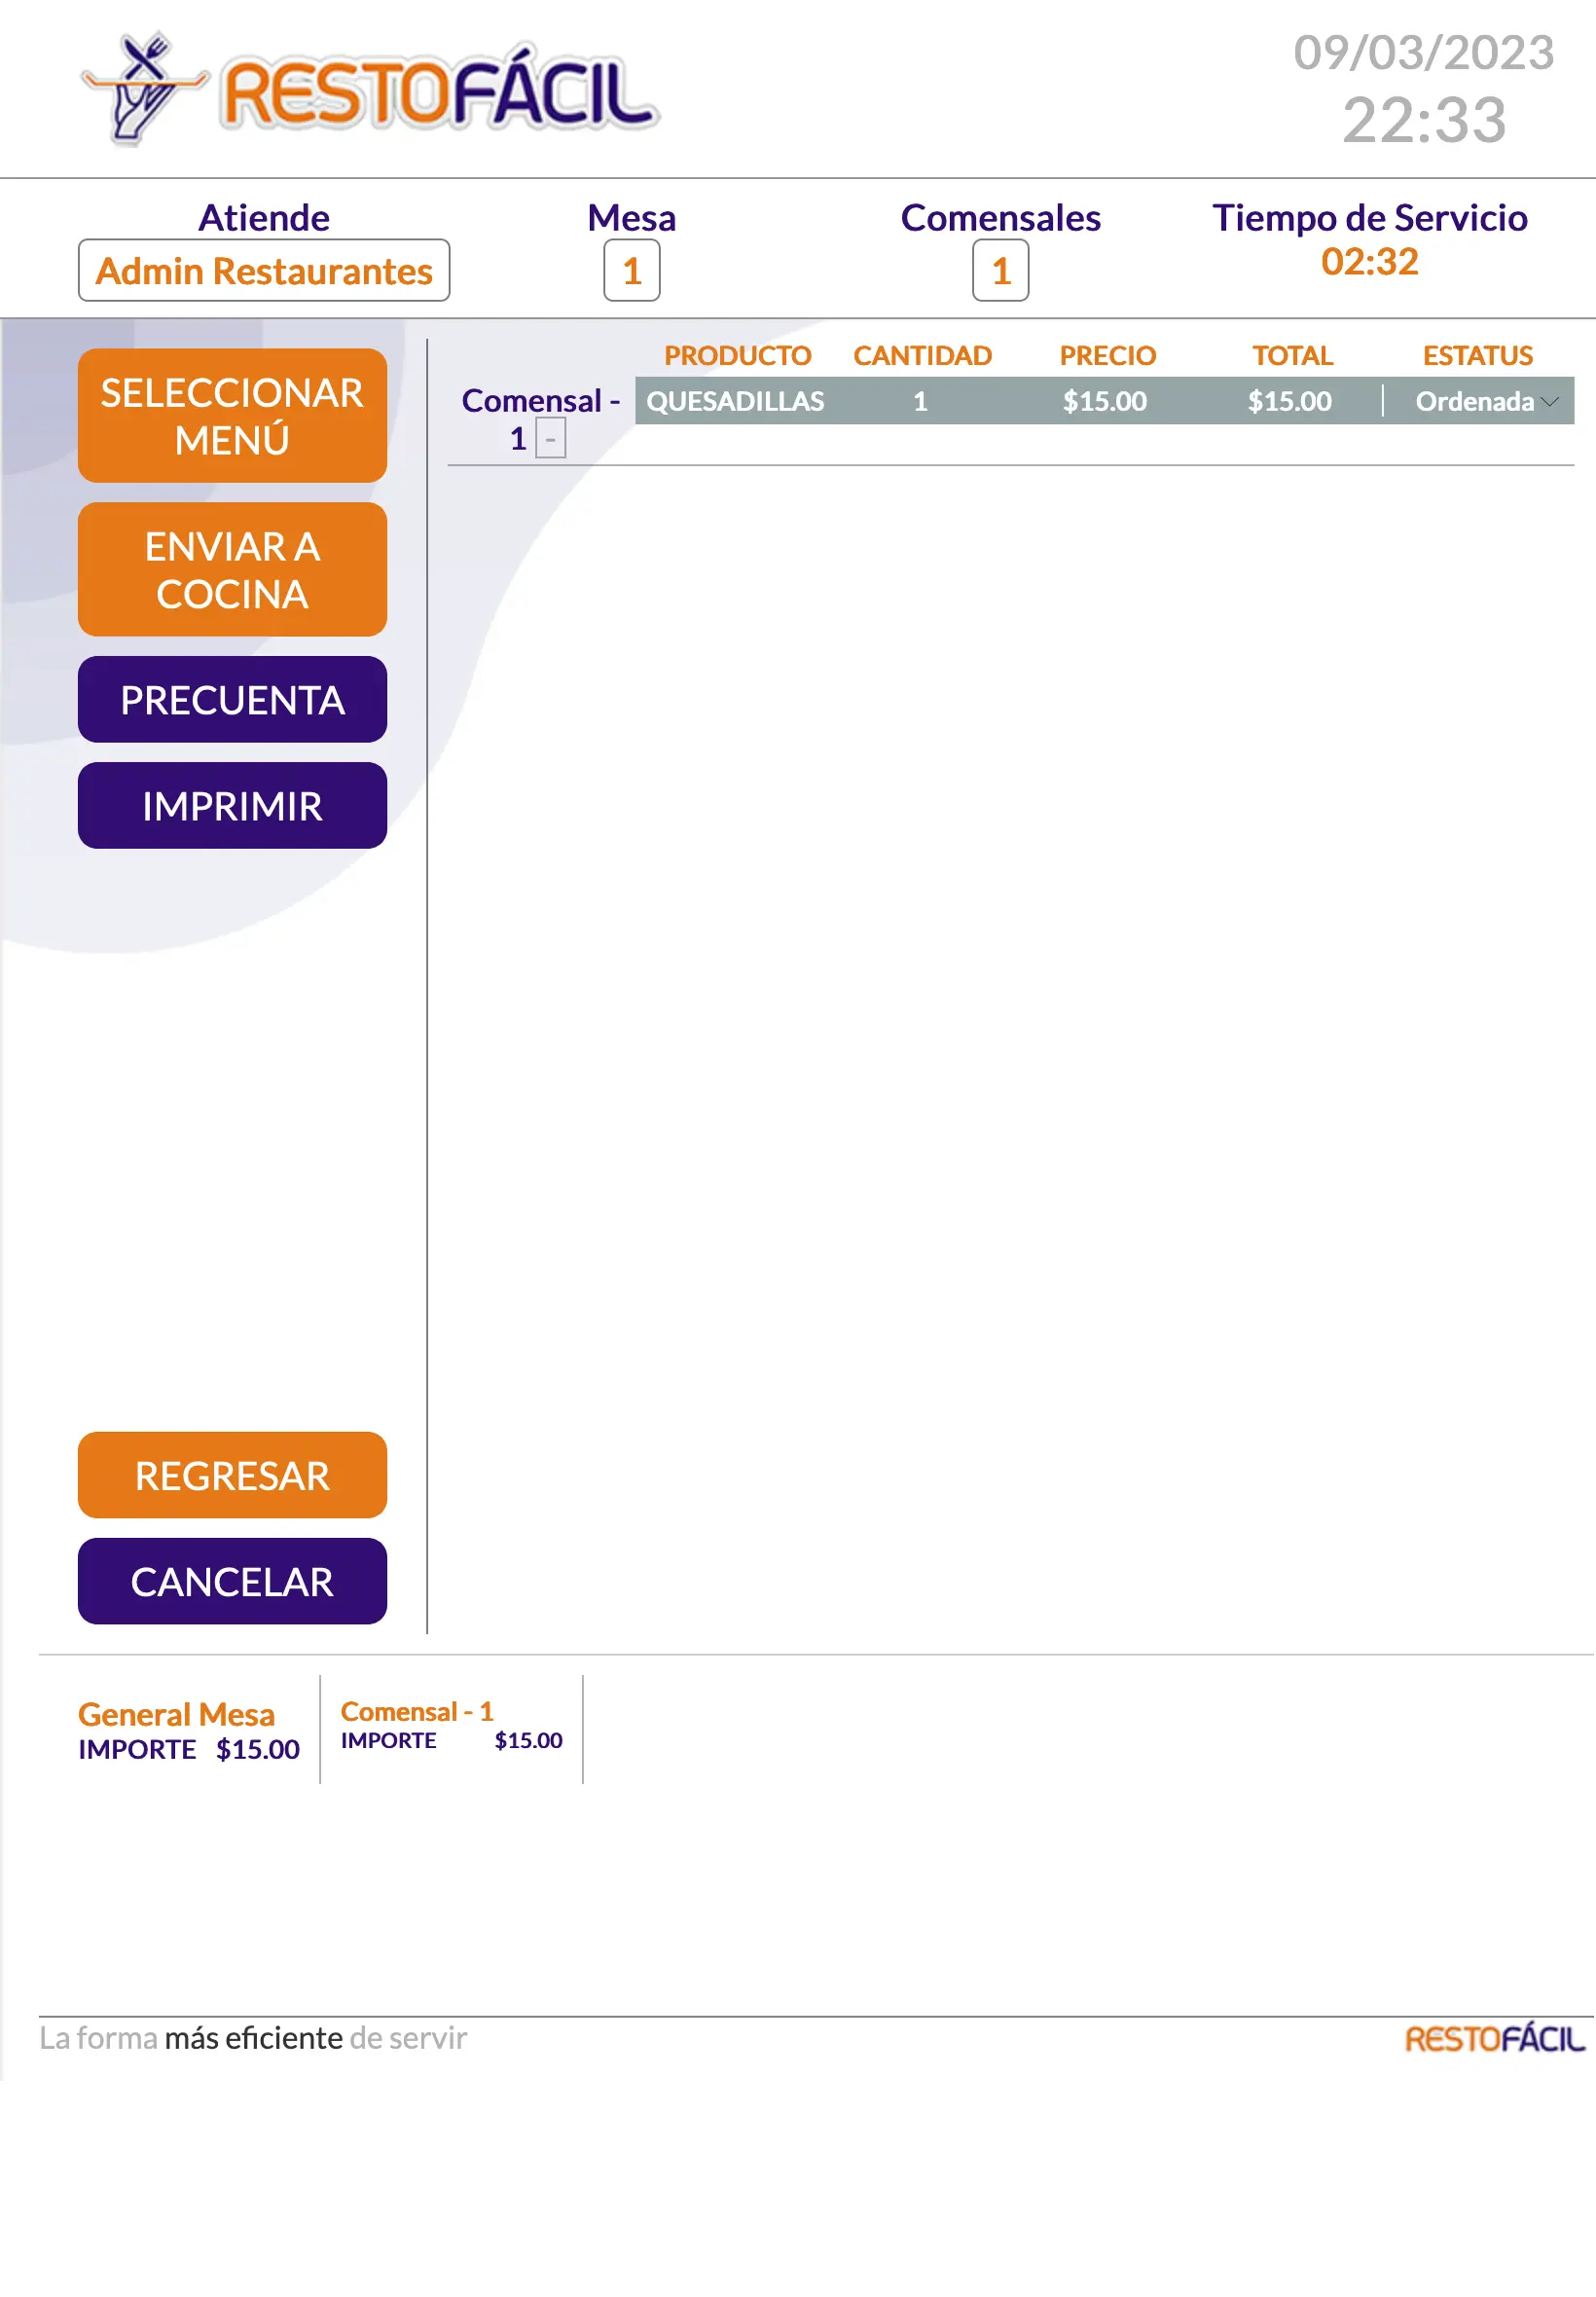 RESTOFÁCIL
09/03/2023
22:33
Atiende
Mesa
Comensales
Tiempo de Servicio
Admin Restaurantes
1
1
02:32
SELECCIONAR
MENÚ
ENVIAR A
COCINA
PRECUENTA
IMPRIMIR
REGRESAR
CANCELAR
PRODUCTO CANTIDAD PRECIO TOTAL ESTATUS
Comensal -
1 -
QUESADILLAS 1 $15.00 $15.00 Ordenada
General Mesa
IMPORTE $15.00
Comensal - 1
IMPORTE $15.00
La forma más eficiente de servir
RESTOFÁCIL